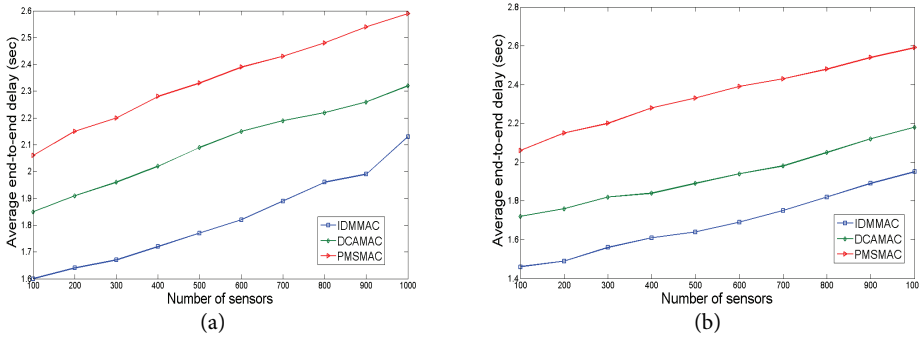 2.6
2.5
2.4
2.3
2.2
2.1
2
1.9
1.8
1.7
1.6
Average end-to-end delay (sec)
IDMMAC
DCAMAC
PMSMAC
100 200 300 400 500 600 700 800 900 1000
Number of sensors
(a)
2.8
2.6
2.4
2.2
2
1.8
1.6
1.4
Average end-to-end delay (sec)
IDMMAC
DCAMAC
PMSMAC
100 200 300 400 500 600 700 800 900 100
Number of sensors
(b)